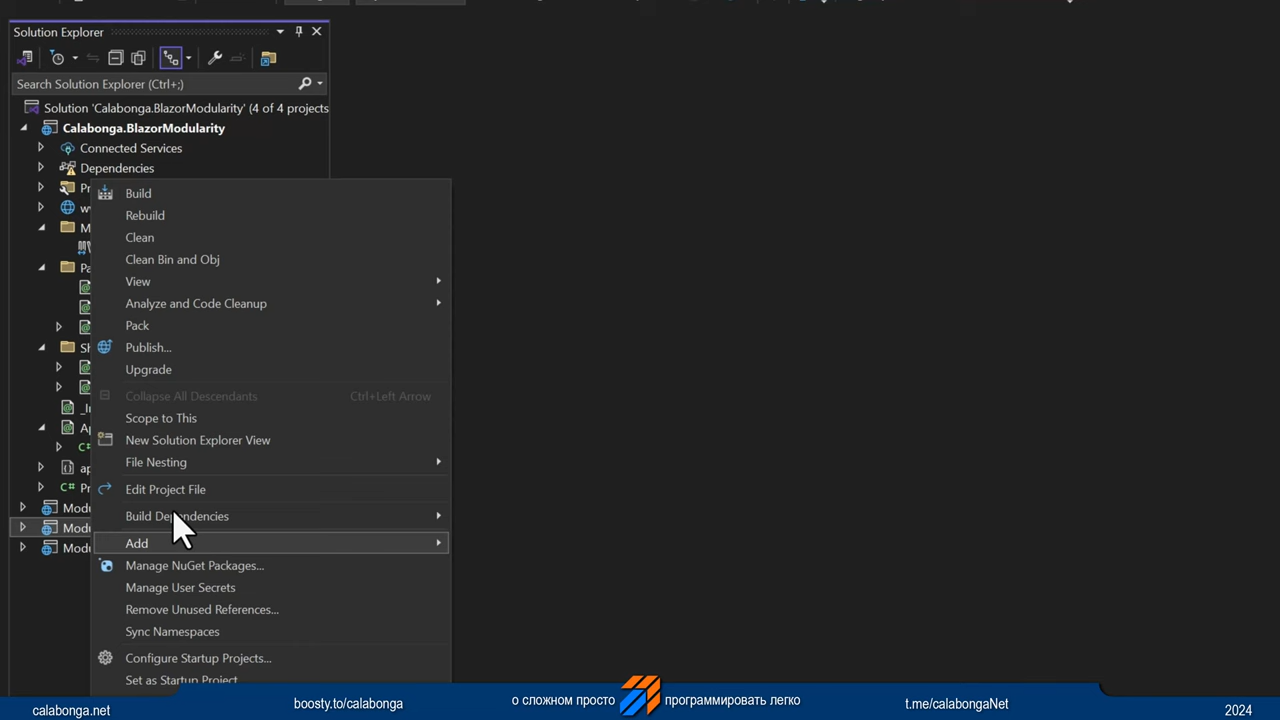 Solution Explorer
Search Solution Explorer (Ctrl+;)
Solution 'Calabonga.BlazorModularity' (4 of 4 projects
Calabonga.BlazorModularity
Connected Services
Dependencies
Pr
Build
Rebuild
Clean
Clean Bin and Obj
View
Analyze and Code Cleanup
Pack
Publish...
Upgrade
Collapse All Descendants Ctrl+Left Arrow
Scope to This
New Solution Explorer View
File Nesting
Edit Project File
Build Dependencies
Add
Manage NuGet Packages...
Manage User Secrets
Remove Unused References...
Sync Namespaces
Configure Startup Projects...
Set as Startup Project
calabonga.net
boosty.to/calabonga
о сложном просто программировать легко
t.me/calabongaNet
2024